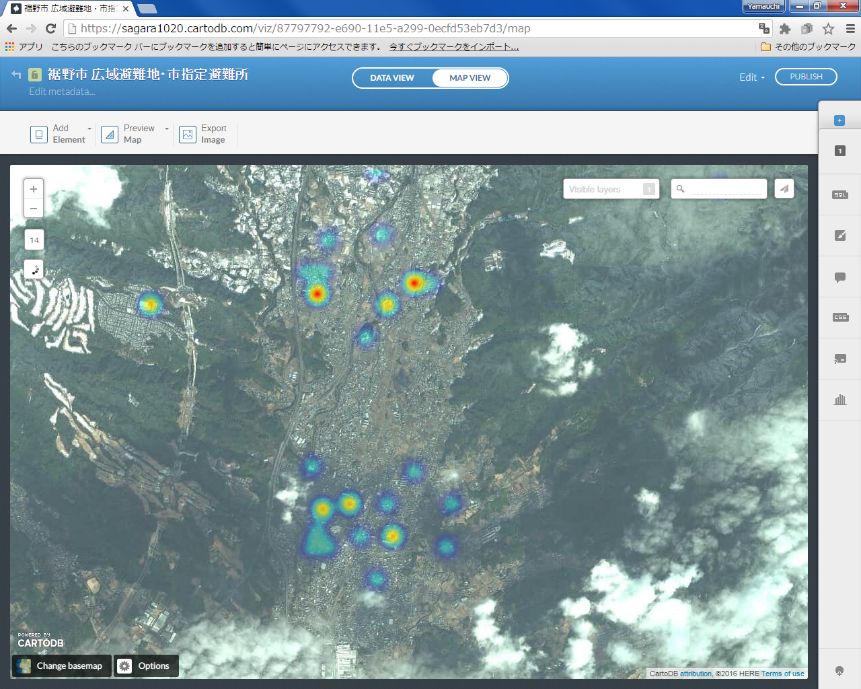 裾野市 広域避難地・市指
Yamauchi
https://sagara1020.cartodb.com/viz/87797792-e690-11e5-a299-0ecfd53eb7d3/map
アプリ こちらのブックマーク バーにブックマークを追加すると簡単にページにアクセスできます。 今すぐブックマークをインポート...
その他のブックマーク
6 裾野市 広域避難地・市指定避難所
Edit metadata...
DATA VIEW MAP VIEW
Edit
PUBLISH
Add Element
Preview Map
Export Image
+
−
14
Visible layers 1
+
1
SQL
CSS
POWERED BY
CARTODB
Change basemap
Options
CartoDB attribution, ©2016 HERE Terms of use